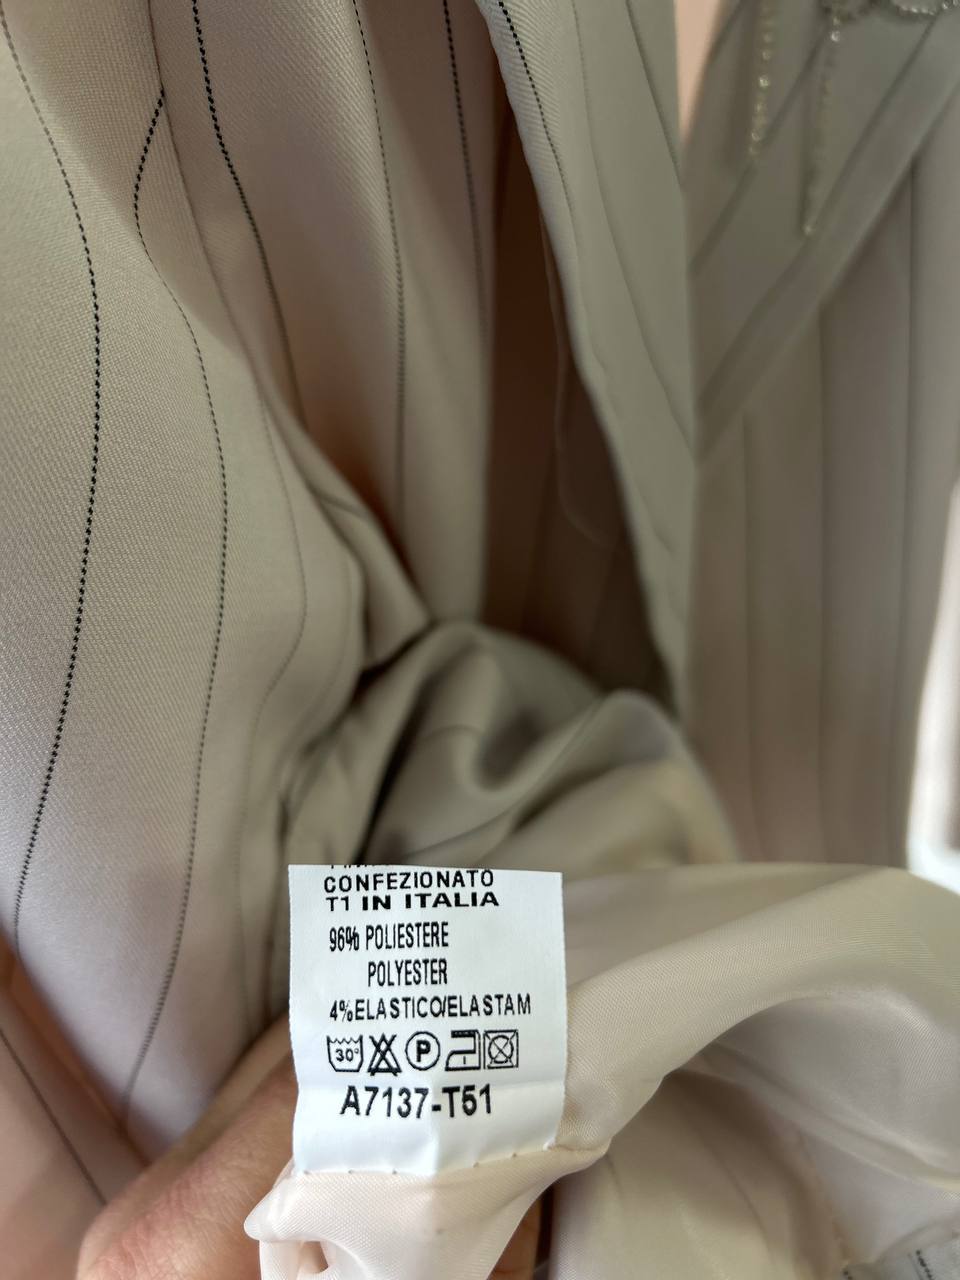 CONFEZIONATO
T1 IN ITALIA
96% POLIESTERE
POLYESTER
4%ELASTICO/ELASTAM
30°
P
A7137-T51